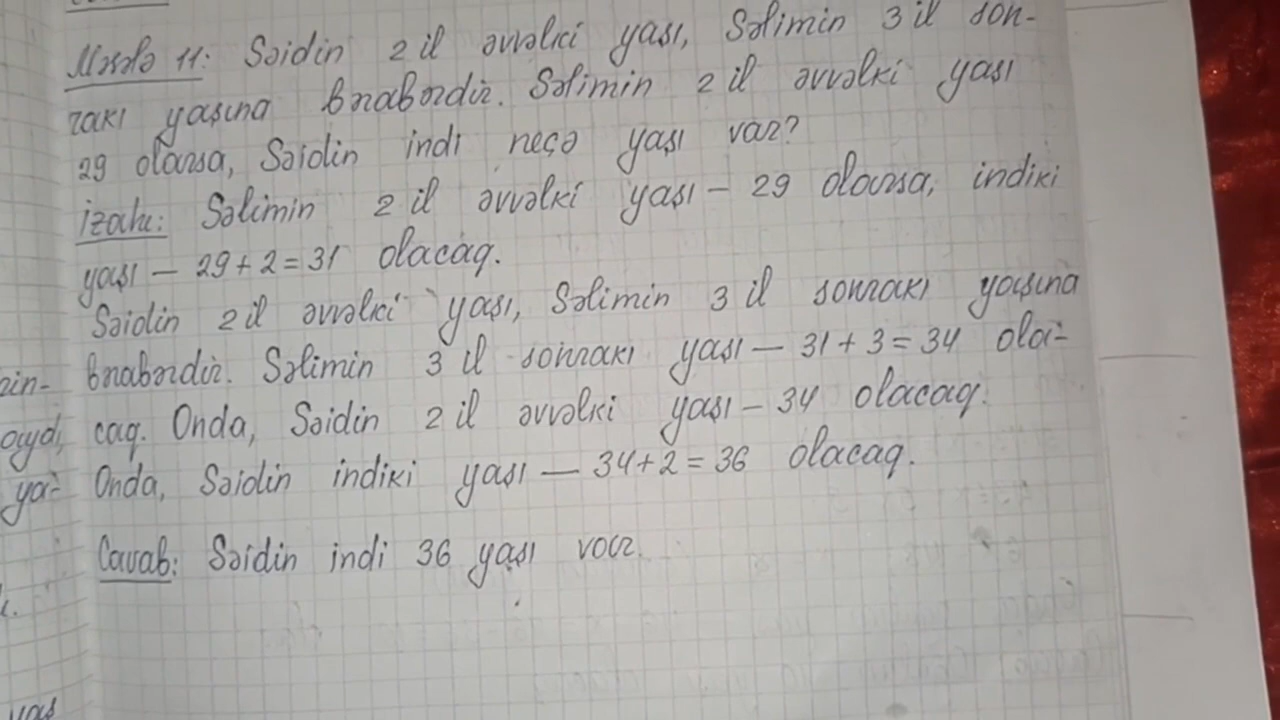 Məsələ 11: Səidin 2 il əvvəlki yaşı, Səlimin 3 il son-
rakı yaşına bərabərdir. Səlimin 2 il əvvəlki yaşı
29 olarsa, Səidin indi neçə yaşı var?
İzahı: Səlimin 2 il əvvəlki yaşı – 29 olarsa, indiki
yaşı – 29 + 2 = 31 olacaq.
Səidin 2 il əvvəlki yaşı, Səlimin 3 il sonrakı yaşına
bərabərdir. Səlimin 3 il sonrakı yaşı – 31 + 3 = 34 ola-
caq. Onda, Səidin 2 il əvvəlki yaşı – 34 olacaq.
Onda, Səidin indiki yaşı – 34 + 2 = 36 olacaq.
Cavab: Səidin indi 36 yaşı var.